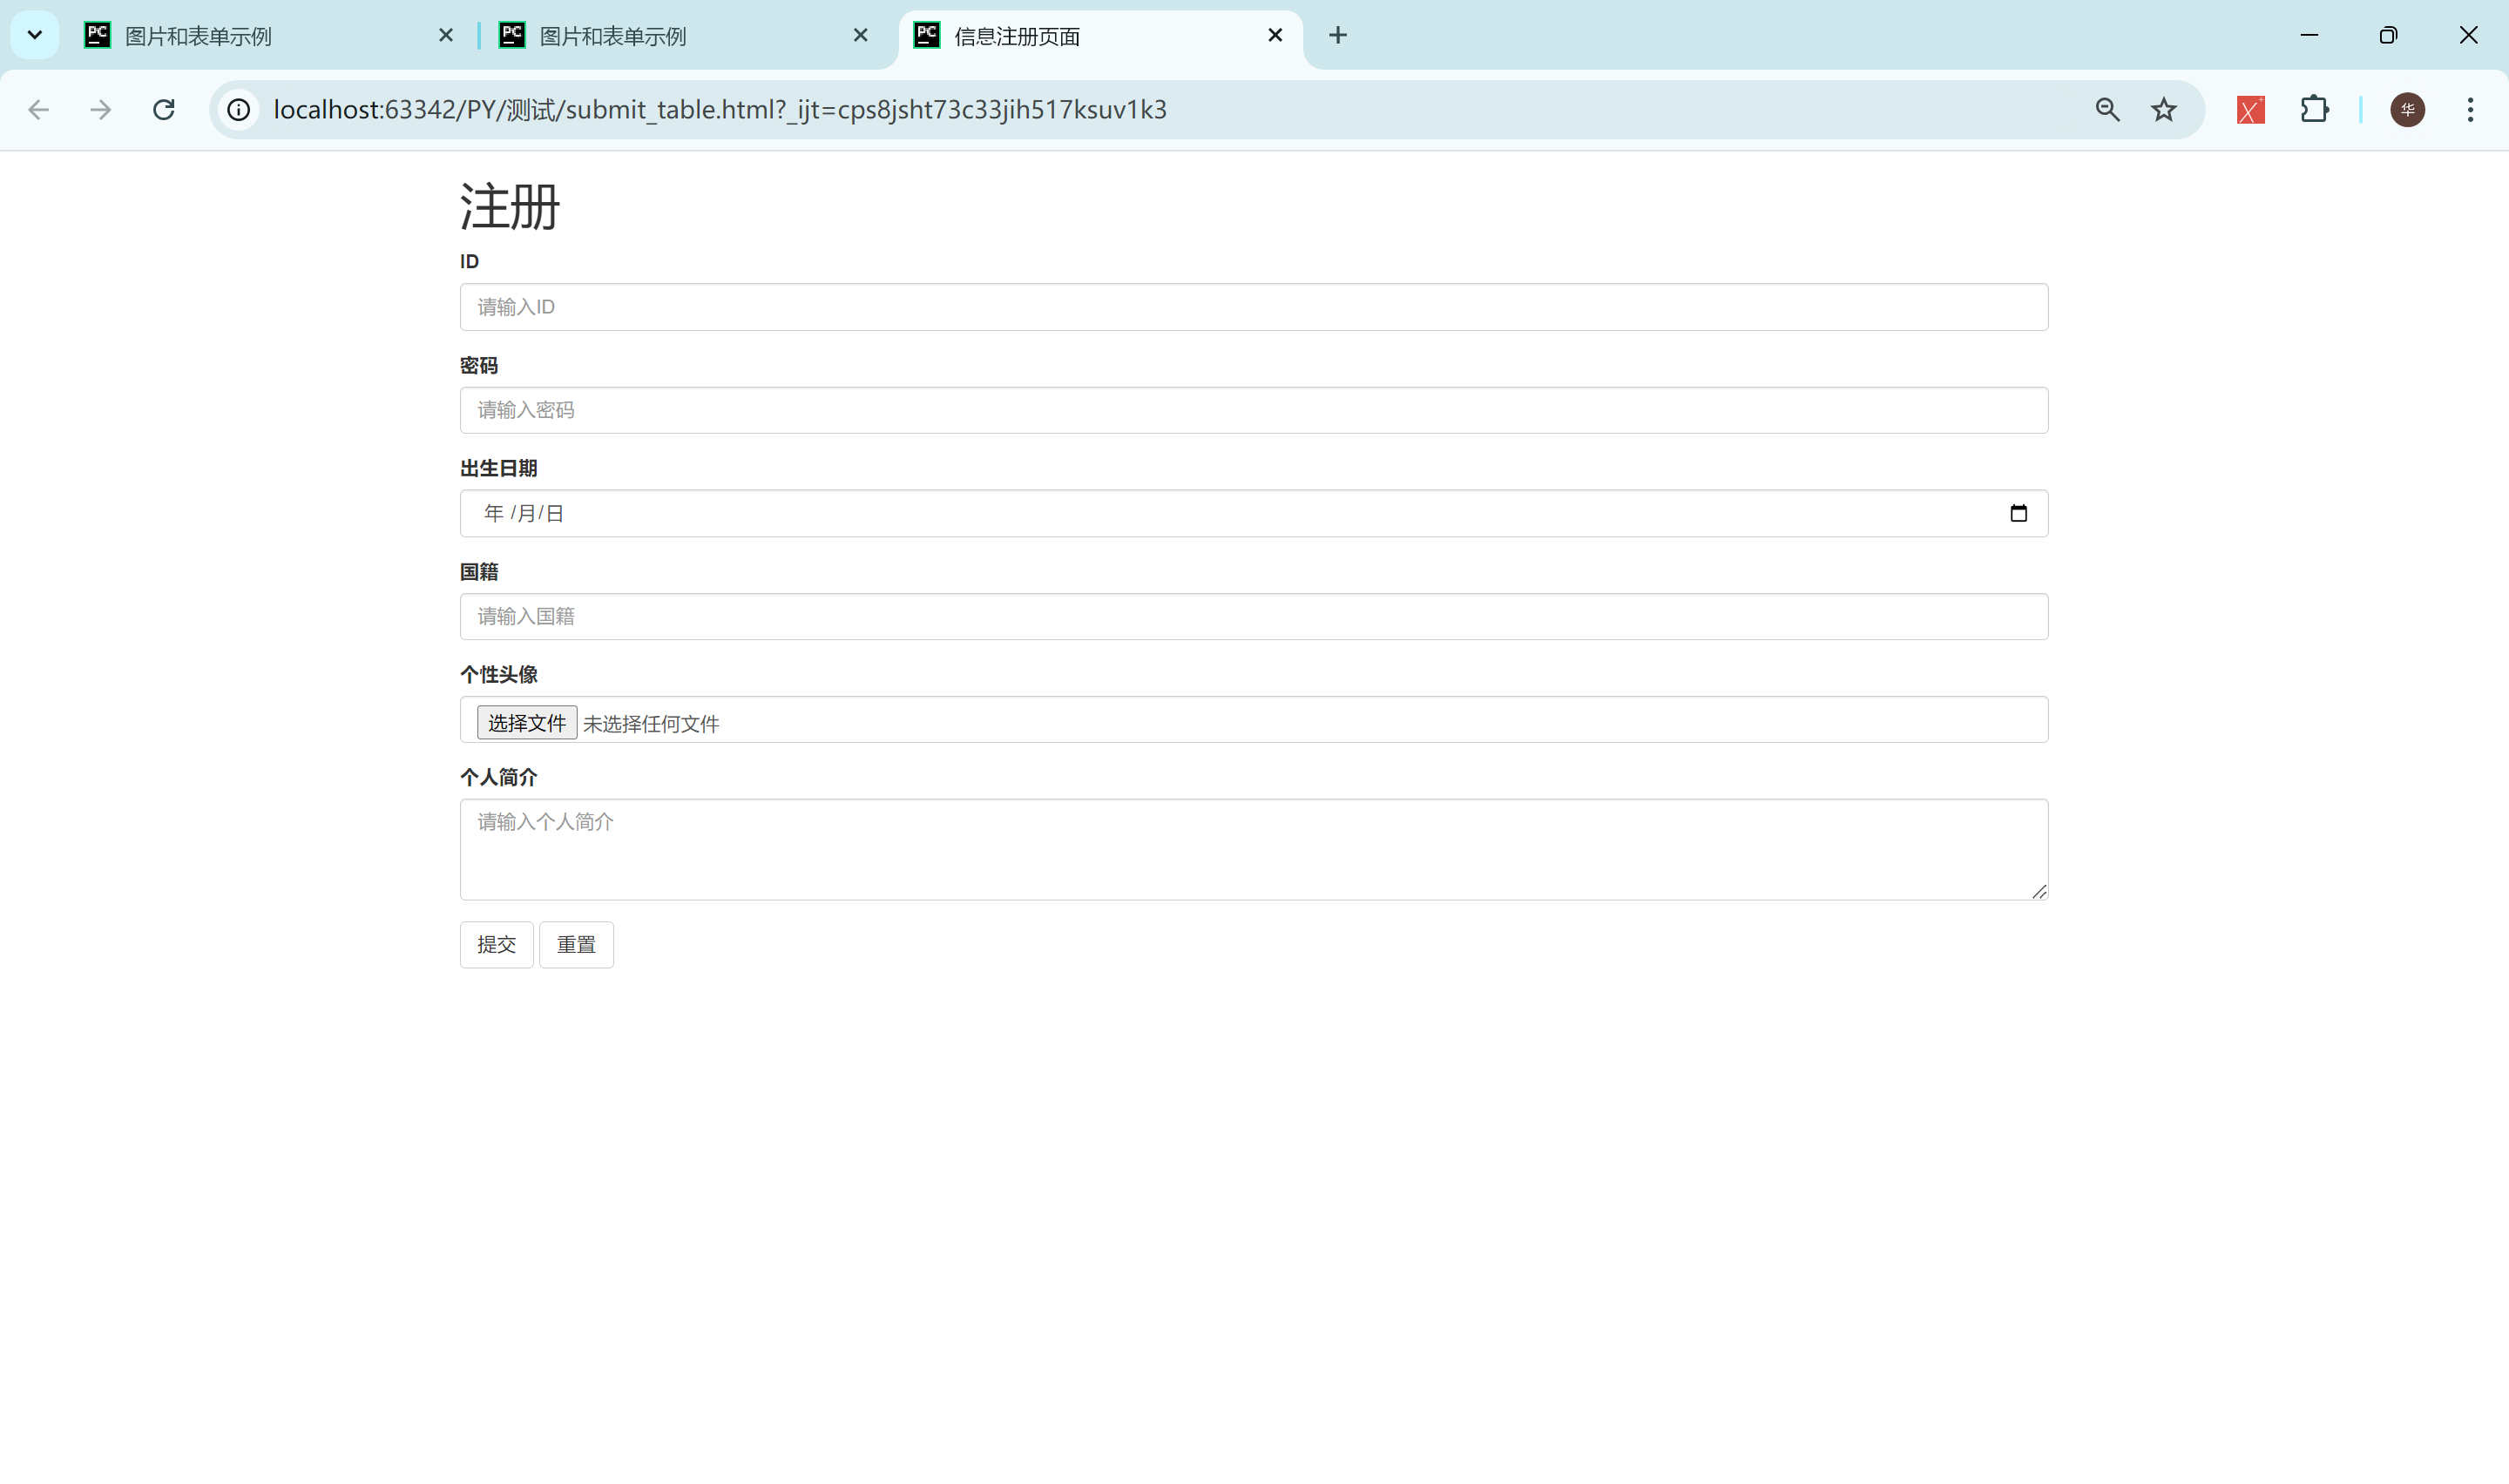 图片和表单示例
图片和表单示例
信息注册页面
localhost:63342/PY/测试/submit_table.html?_ijt=cps8jsht73c33jih517ksuv1k3
华
注册
ID
请输入ID
密码
请输入密码
出生日期
年 /月/日
国籍
请输入国籍
个性头像
选择文件 未选择任何文件
个人简介
请输入个人简介
提交 重置